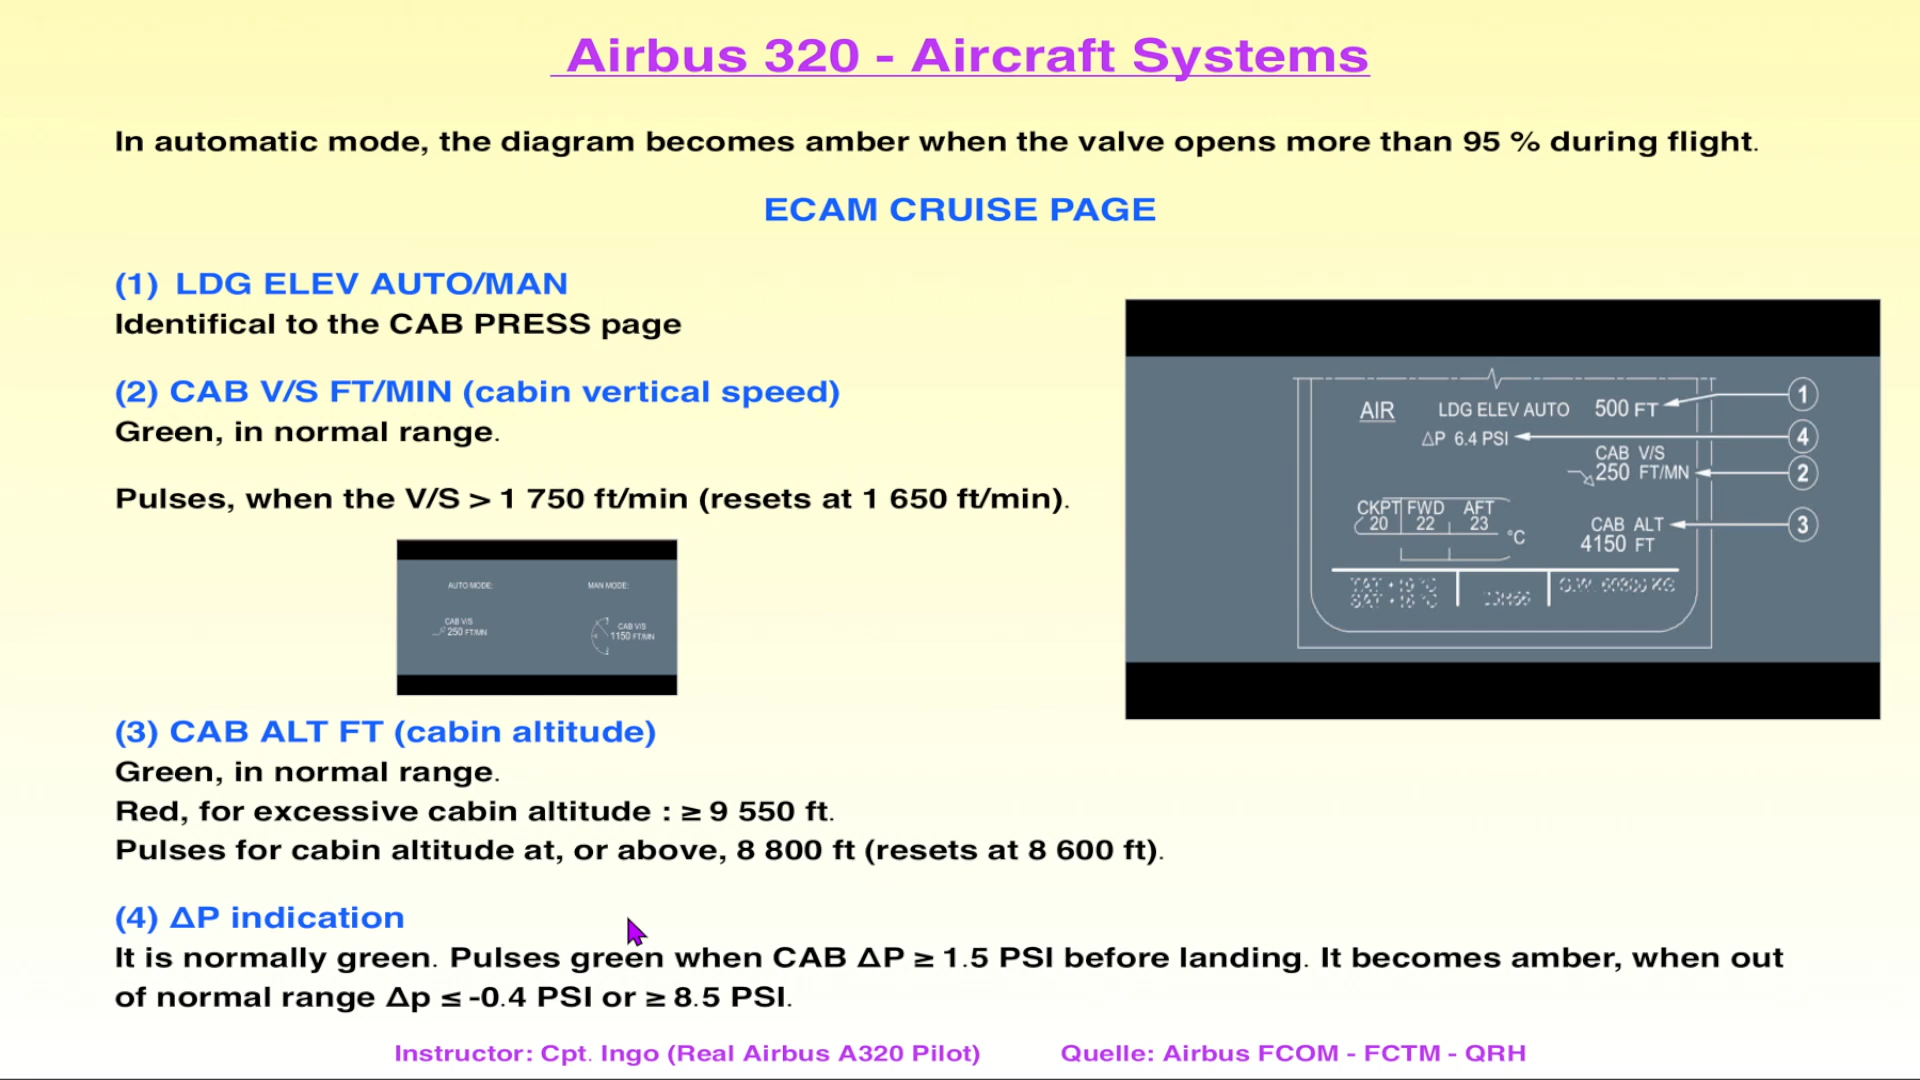 Airbus 320 - Aircraft Systems
In automatic mode, the diagram becomes amber when the valve opens more than 95 % during flight.
ECAM CRUISE PAGE
(1) LDG ELEV AUTO/MAN
Identifical to the CAB PRESS page
(2) CAB V/S FT/MIN (cabin vertical speed)
Green, in normal range.
Pulses, when the V/S > 1 750 ft/min (resets at 1 650 ft/min).
AUTO MODE: MAN MODE:
CAB V/S
250 FT/MN
CAB V/S
1150 FT/MN
AIR LDG ELEV AUTO 500 FT 1
ΔP 6.4 PSI 4
CAB V/S
250 FT/MN 2
CKPT FWD AFT
20 22 23 °C
CAB ALT 3
4150 FT
TAT +19 °C
SAT +18 °C
G.W. 60300 KG
(3) CAB ALT FT (cabin altitude)
Green, in normal range.
Red, for excessive cabin altitude : ≥ 9 550 ft.
Pulses for cabin altitude at, or above, 8 800 ft (resets at 8 600 ft).
(4) ΔP indication
It is normally green. Pulses green when CAB ΔP ≥ 1.5 PSI before landing. It becomes amber, when out
of normal range Δp ≤ -0.4 PSI or ≥ 8.5 PSI.
Instructor: Cpt. Ingo (Real Airbus A320 Pilot) Quelle: Airbus FCOM - FCTM - QRH